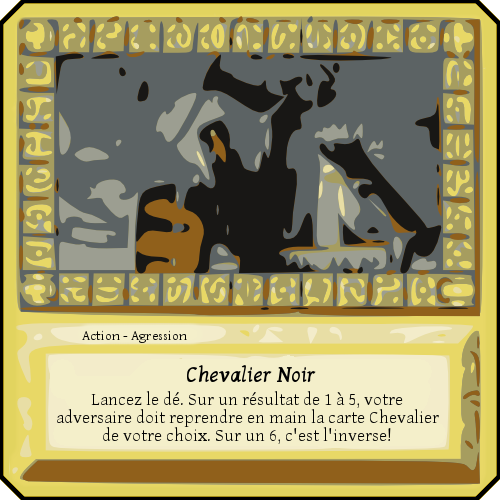 Action - Agression
Chevalier Noir
Lancez le dé. Sur un résultat de 1 à 5, votre
adversaire doit reprendre en main la carte Chevalier
de votre choix. Sur un 6, c'est l'inverse!